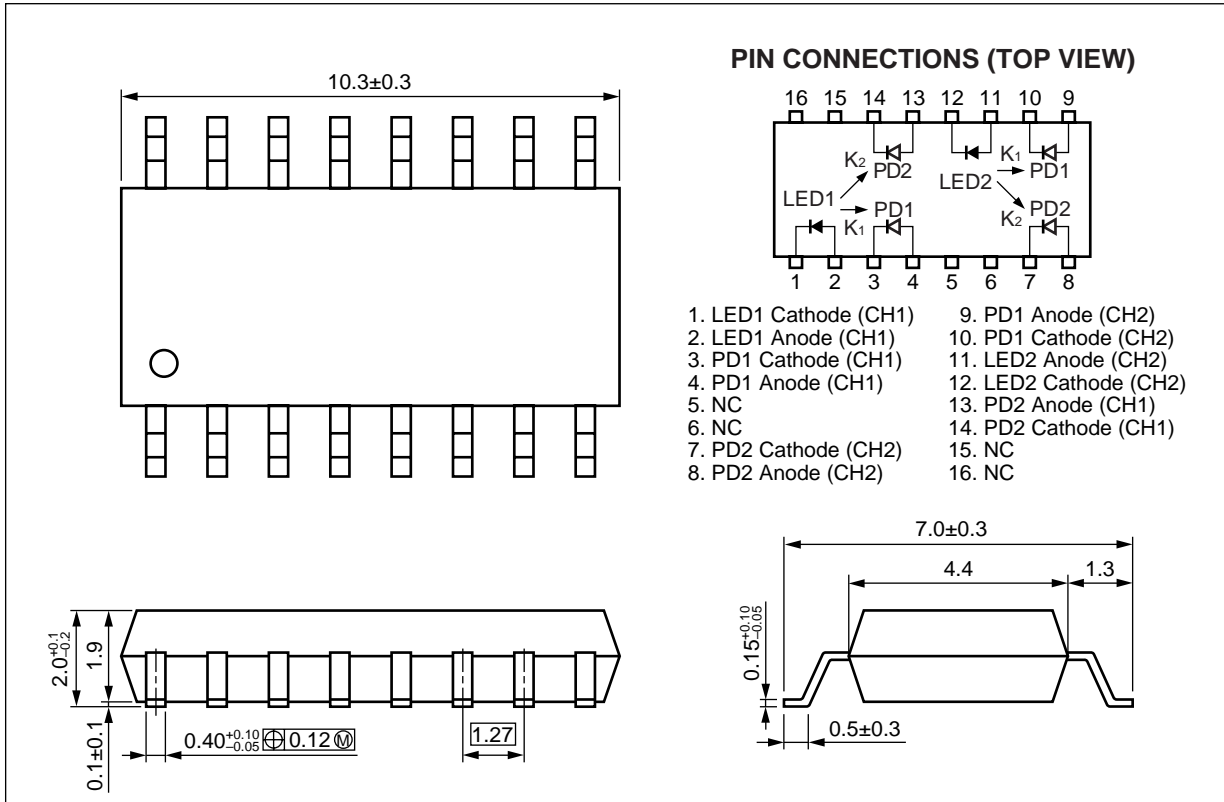 PIN CONNECTIONS (TOP VIEW)
10.3±0.3
16 15 14 13 12 11 10 9
K2 PD2
K1 PD1
LED1
LED2
PD1
K1
K2 PD2
1 2 3 4 5 6 7 8
1. LED1 Cathode (CH1)
2. LED1 Anode (CH1)
3. PD1 Cathode (CH1)
4. PD1 Anode (CH1)
5. NC
6. NC
7. PD2 Cathode (CH2)
8. PD2 Anode (CH2)
9. PD1 Anode (CH2)
10. PD1 Cathode (CH2)
11. LED2 Anode (CH2)
12. LED2 Cathode (CH2)
13. PD2 Anode (CH1)
14. PD2 Cathode (CH1)
15. NC
16. NC
2.0+0.1−0.2
1.9
0.1±0.1
0.40+0.10−0.05 ⌖ 0.12 Ⓜ
1.27
7.0±0.3
4.4
1.3
0.15+0.10−0.05
0.5±0.3